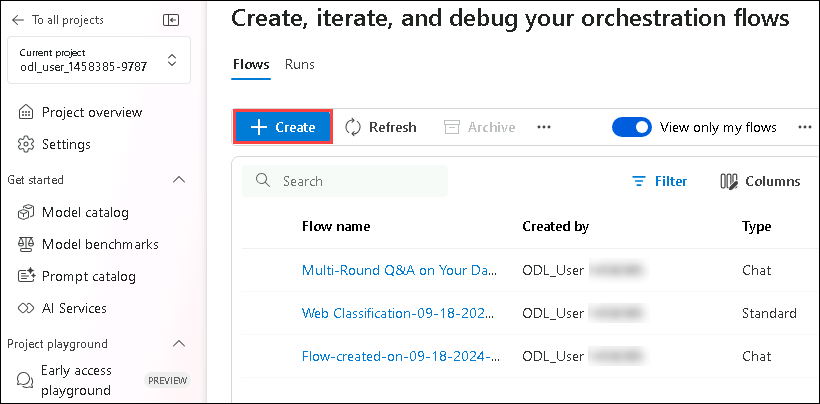 To all projects
Current project
odl_user_1458385-9787
Project overview
Settings
Get started
Model catalog
Model benchmarks
Prompt catalog
AI Services
Project playground
Early access
playground PREVIEW
Create, iterate, and debug your orchestration flows
Flows Runs
Create Refresh Archive View only my flows
Search Filter Columns
Flow name Created by Type
Multi-Round Q&A on Your Da... ODL_User Chat
Web Classification-09-18-202... ODL_User Standard
Flow-created-on-09-18-2024-... ODL_User Chat